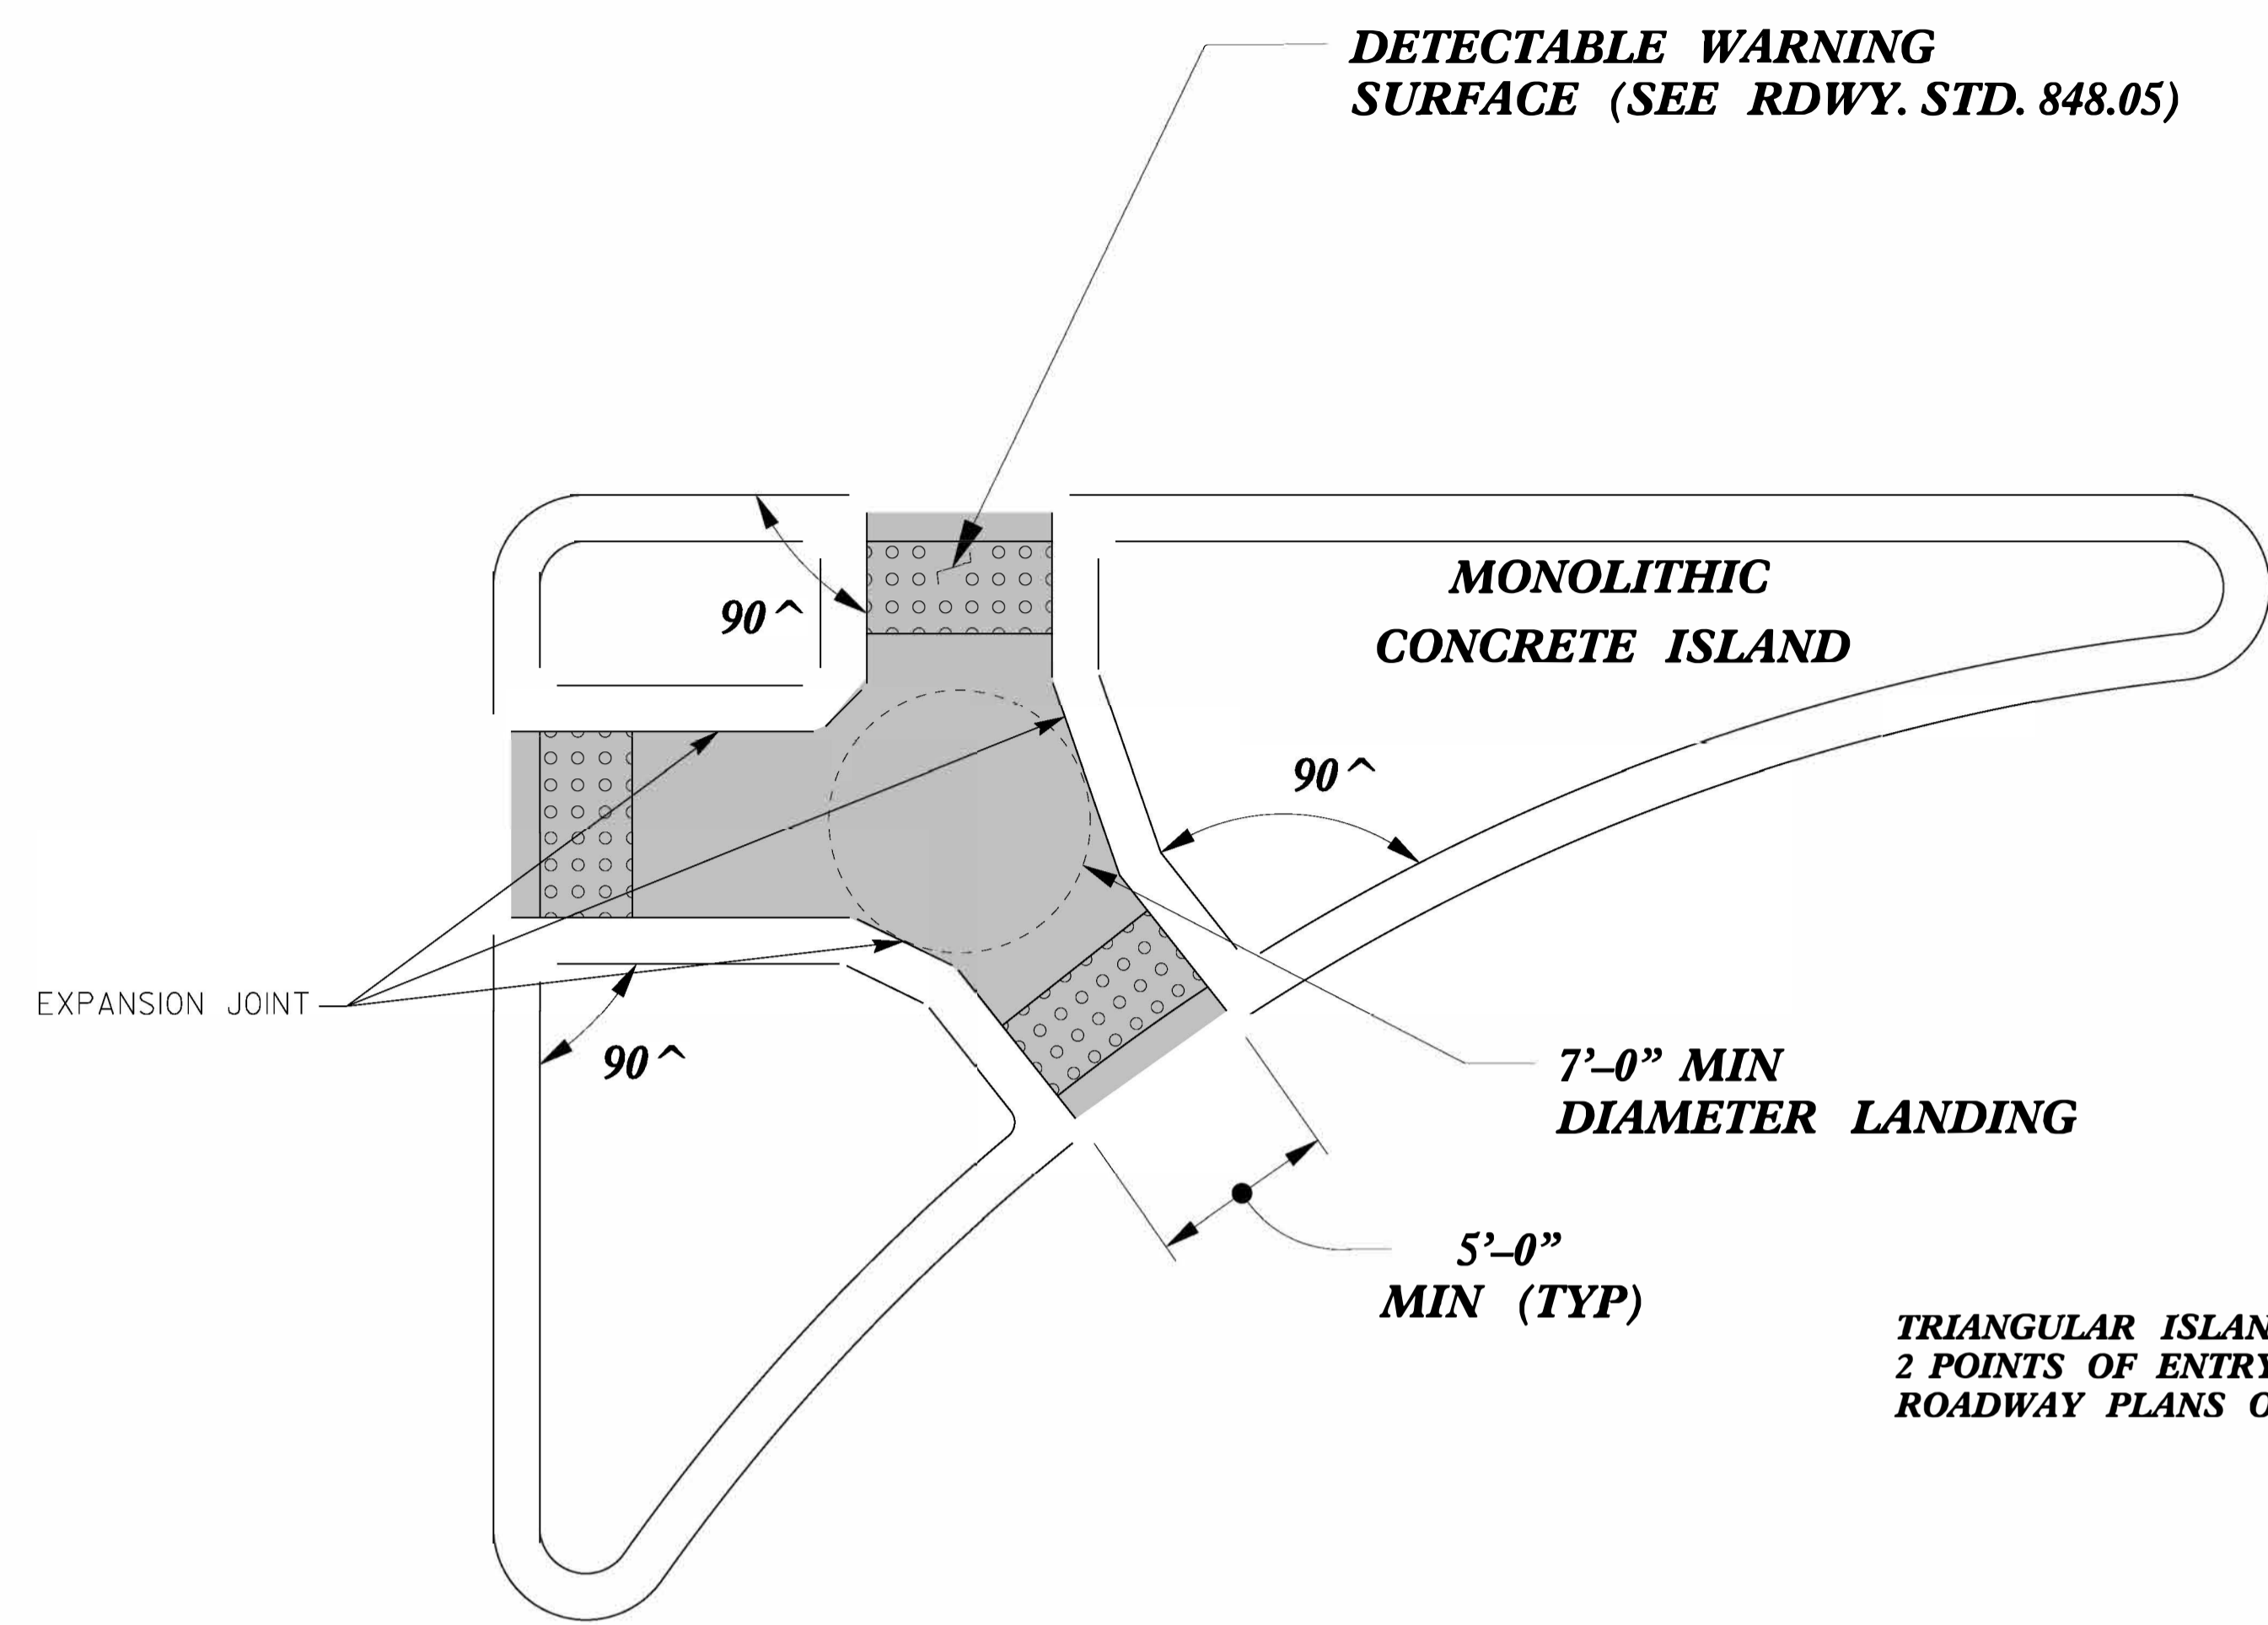 DETECTABLE WARNING
SURFACE (SEE RDWY. STD. 848.05)
90^
MONOLITHIC
CONCRETE ISLAND
90^
EXPANSION JOINT
90^
7’–0” MIN
DIAMETER LANDING
5’–0”
MIN (TYP)
TRIANGULAR
2 POINTS OF ENTRY
ROADWAY PLANS